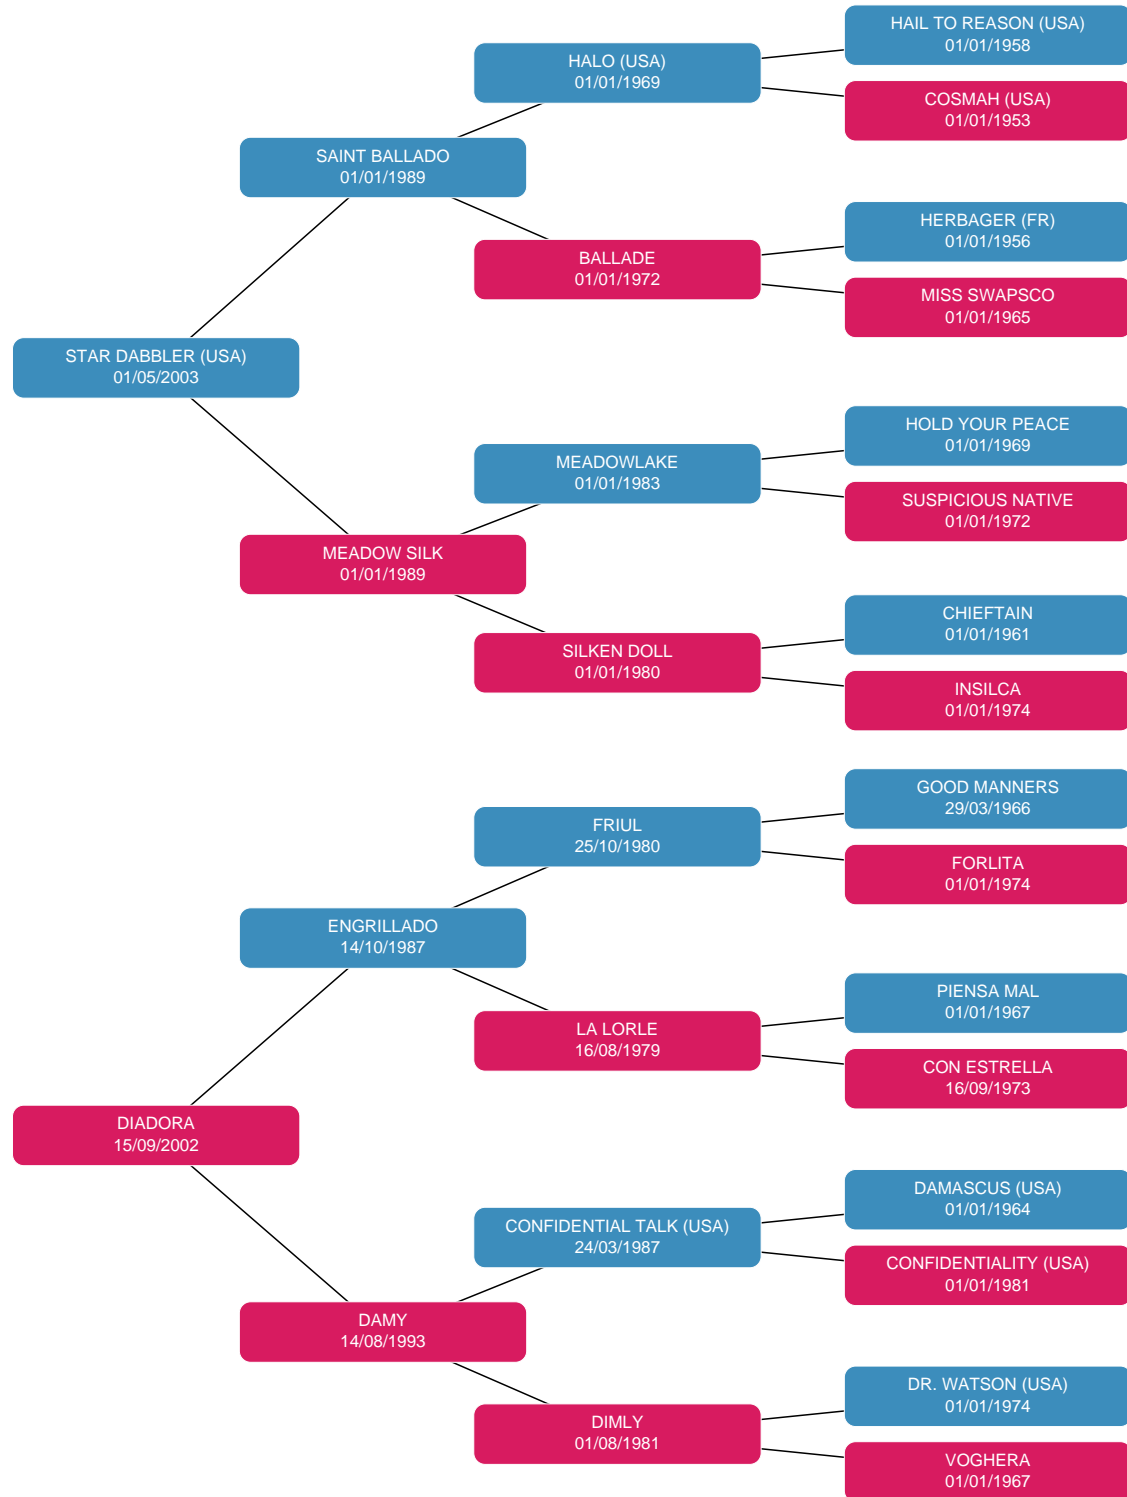 HAIL TO REASON (USA)
01/01/1958
HALO (USA)
01/01/1969
COSMAH (USA)
01/01/1953
SAINT BALLADO
01/01/1989
HERBAGER (FR)
01/01/1956
BALLADE
01/01/1972
MISS SWAPSCO
01/01/1965
STAR DABBLER (USA)
01/05/2003
HOLD YOUR PEACE
01/01/1969
MEADOWLAKE
01/01/1983
SUSPICIOUS NATIVE
01/01/1972
MEADOW SILK
01/01/1989
CHIEFTAIN
01/01/1961
SILKEN DOLL
01/01/1980
INSILCA
01/01/1974
GOOD MANNERS
29/03/1966
FRIUL
25/10/1980
FORLITA
01/01/1974
ENGRILLADO
14/10/1987
PIENSA MAL
01/01/1967
LA LORLE
16/08/1979
CON ESTRELLA
16/09/1973
DIADORA
15/09/2002
DAMASCUS (USA)
01/01/1964
CONFIDENTIAL TALK (USA)
24/03/1987
CONFIDENTIALITY (USA)
01/01/1981
DAMY
14/08/1993
DR. WATSON (USA)
01/01/1974
DIMLY
01/08/1981
VOGHERA
01/01/1967